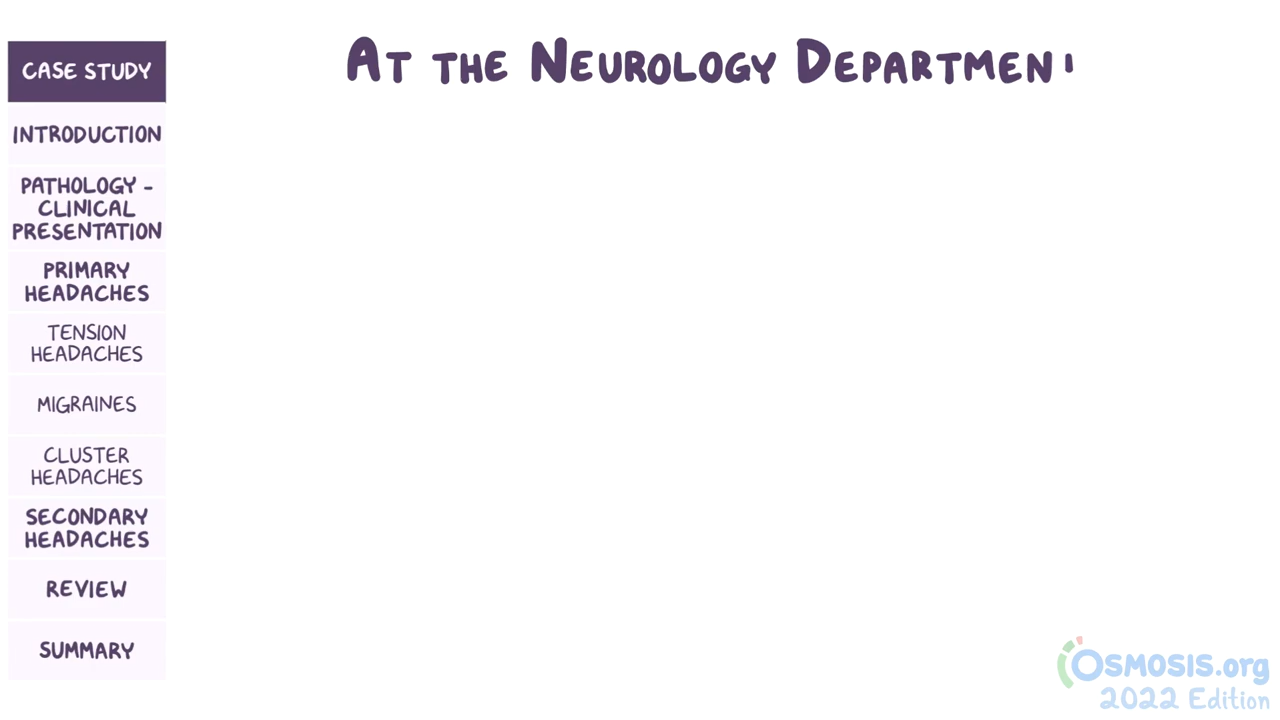 CASE STUDY
INTRODUCTION
PATHOLOGY -
CLINICAL
PRESENTATION
PRIMARY
HEADACHES
TENSION
HEADACHES
MIGRAINES
CLUSTER
HEADACHES
SECONDARY
HEADACHES
REVIEW
SUMMARY
AT THE NEUROLOGY DEPARTMEN
OSMOSIS.org
2022 Edition